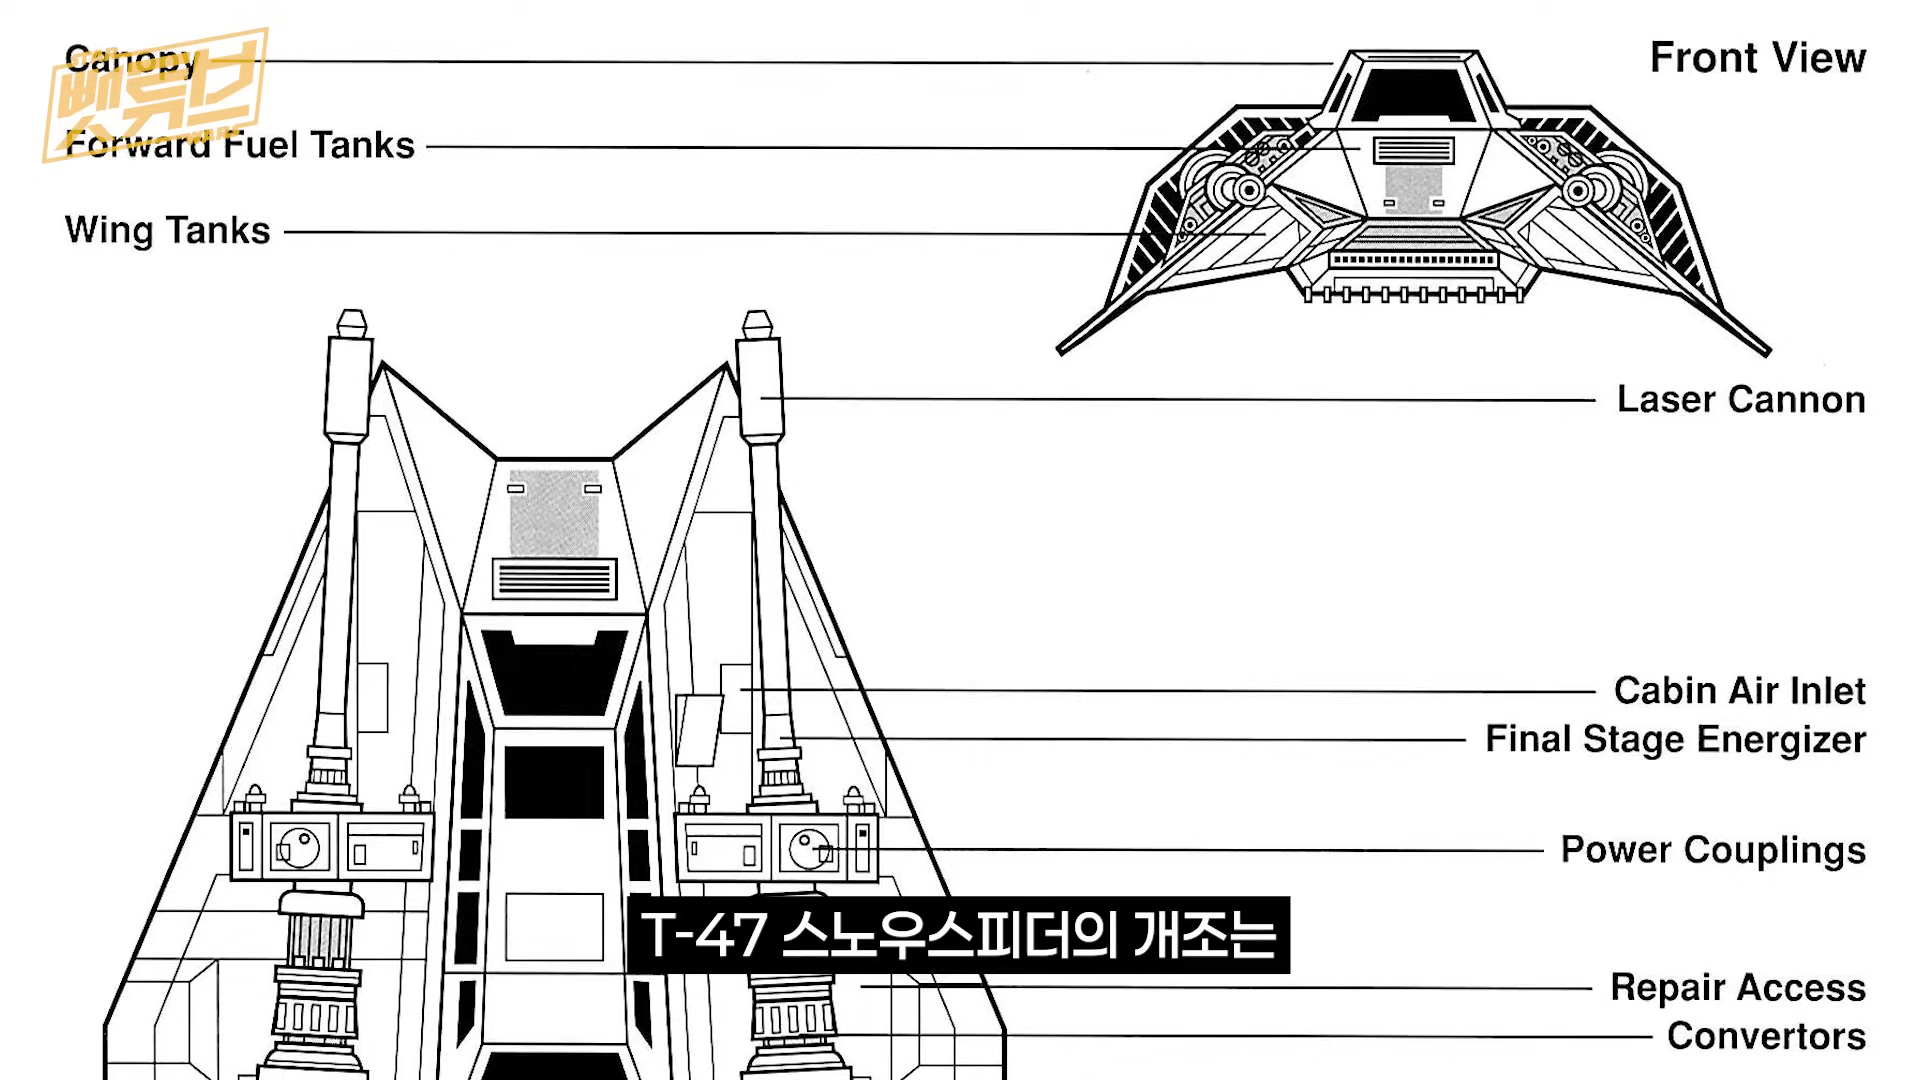 Canopy
Front View
Forward Fuel Tanks
Wing Tanks
Laser Cannon
Cabin Air Inlet
Final Stage Energizer
Power Couplings
T-47 스노우스피더의 개조는
Repair Access
Convertors